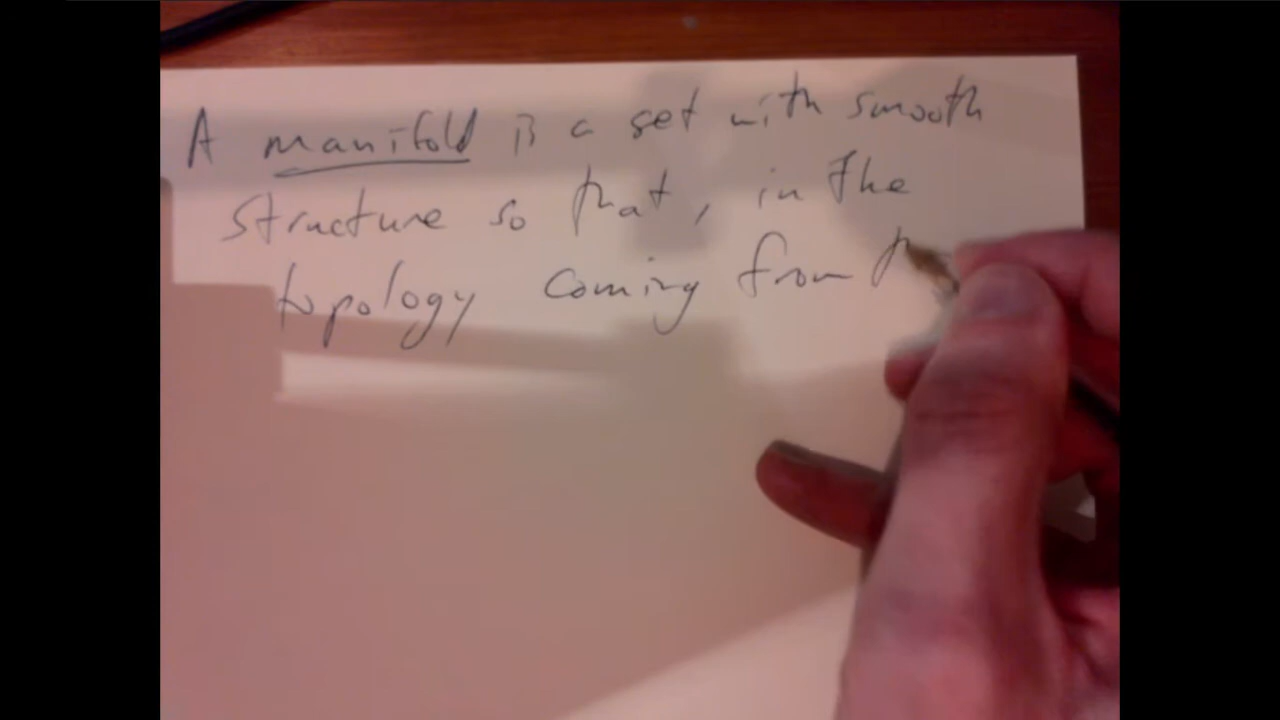 A manifold is a set with smooth
structure so that, in the
topology coming from